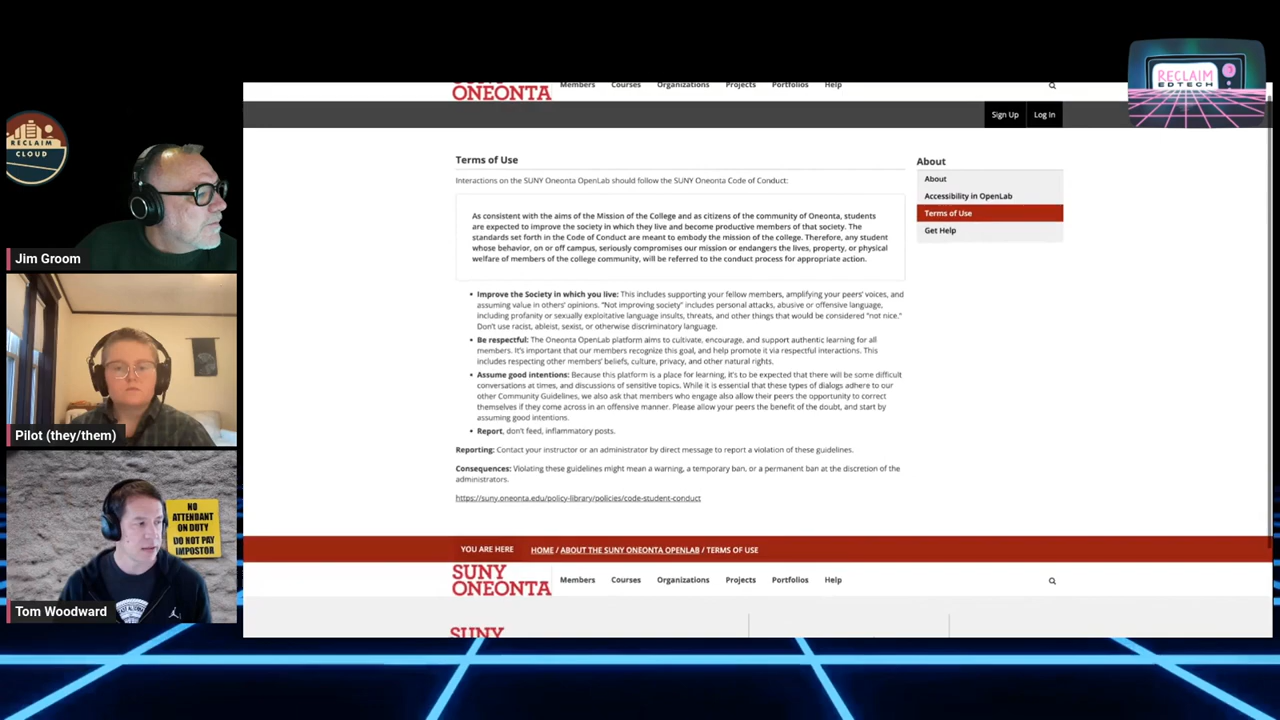 RECLAIM
CLOUD
Jim Groom
Pilot (they/them)
NO
ATTENDANT
ON DUTY
DO NOT PAY
IMPOSTOR
Tom Woodward
RECLAIM
EDTECH
ONEONTA
Members Courses Organizations Projects Portfolios Help
Sign Up Log In
Terms of Use
Interactions on the SUNY Oneonta OpenLab should follow the SUNY Oneonta Code of Conduct:
As consistent with the aims of the Mission of the College and as citizens of the community of Oneonta, students
are expected to improve the society in which they live and become productive members of that society. The
standards set forth in the Code of Conduct are meant to embody the mission of the college. Therefore, any student
whose behavior, on or off campus, seriously compromises our mission or endangers the lives, property, or physical
welfare of members of the college community, will be referred to the conduct process for appropriate action.
• Improve the Society in which you live: This includes supporting your fellow members, amplifying your peers' voices, and
assuming value in others' opinions. "Not improving society" includes personal attacks, abusive or offensive language,
including profanity or sexually exploitative language insults, threats, and other things that would be considered "not nice."
Don't use racist, ableist, sexist, or otherwise discriminatory language.
• Be respectful: The Oneonta OpenLab platform aims to cultivate, encourage, and support authentic learning for all
members. It's important that our members recognize this goal, and help promote it via respectful interactions. This
includes respecting other members' beliefs, culture, privacy, and other natural rights.
• Assume good intentions: Because this platform is a place for learning, it's to be expected that there will be some difficult
conversations at times, and discussions of sensitive topics. While it is essential that these types of dialogs adhere to our
other Community Guidelines, we also ask that members who engage also allow their peers the opportunity to correct
themselves if they come across in an offensive manner. Please allow your peers the benefit of the doubt, and start by
assuming good intentions.
• Report, don't feed, inflammatory posts.
Reporting: Contact your instructor or an administrator by direct message to report a violation of these guidelines.
Consequences: Violating these guidelines might mean a warning, a temporary ban, or a permanent ban at the discretion of the
administrators.
https://suny.oneonta.edu/policy-library/policies/code-student-conduct
About
About
Accessibility in OpenLab
Terms of Use
Get Help
YOU ARE HERE HOME / ABOUT THE SUNY ONEONTA OPENLAB / TERMS OF USE
SUNY
ONEONTA
Members Courses Organizations Projects Portfolios Help
SUNY